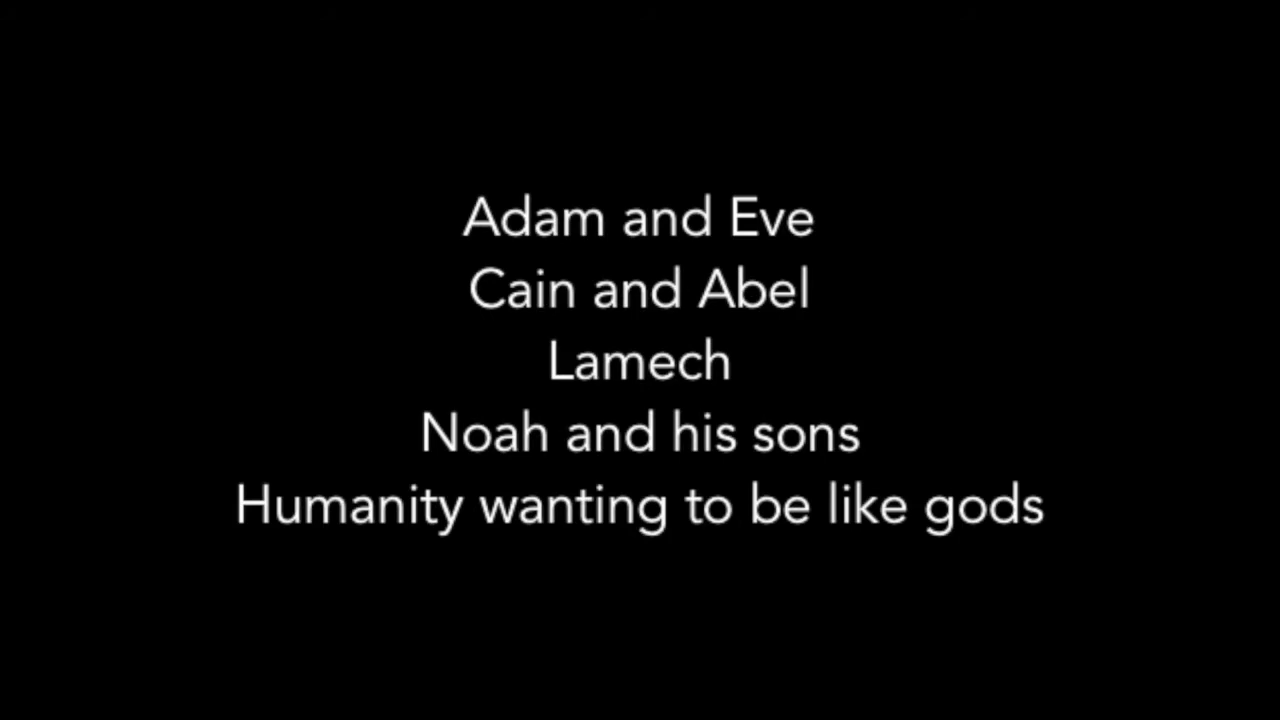 Adam and Eve
Cain and Abel
Lamech
Noah and his sons
Humanity wanting to be like gods